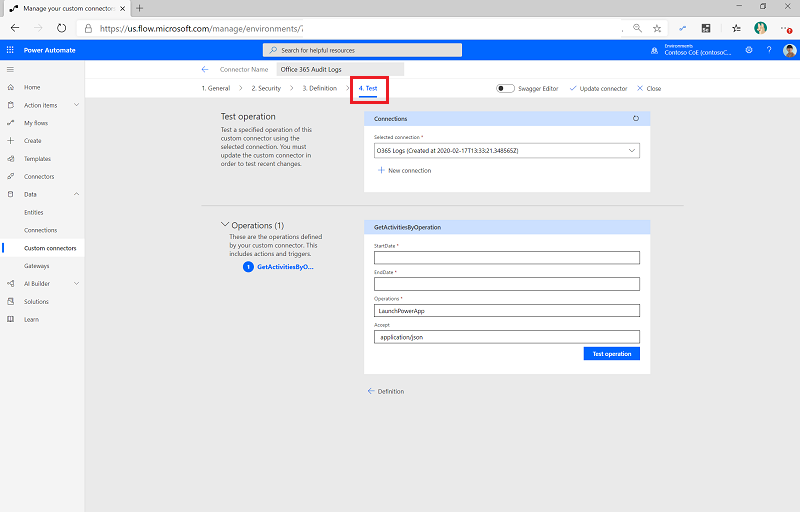 Manage your custom connector
https://us.flow.microsoft.com/manage/environments/
Power Automate
Search for helpful resources
Environments
Contoso CoE (contosoC...
Connector Name
Office 365 Audit Logs
1. General
2. Security
3. Definition
4. Test
Swagger Editor
Update connector
Close
Home
Action items
My flows
Create
Templates
Connectors
Data
Entities
Connections
Custom connectors
Gateways
AI Builder
Solutions
Learn
Test operation
Test a specified operation of this
custom connector using the
selected connection. You must
update the custom connector in
order to test recent changes.
Connections
Selected connection *
O365 Logs (Created at 2020-02-17T13:33:21.348565Z)
New connection
Operations (1)
These are the operations defined
by your custom connector. This
includes actions and triggers.
1 GetActivitiesByO...
GetActivitiesByOperation
StartDate *
EndDate *
Operations *
LaunchPowerApp
Accept
application/json
Test operation
Definition